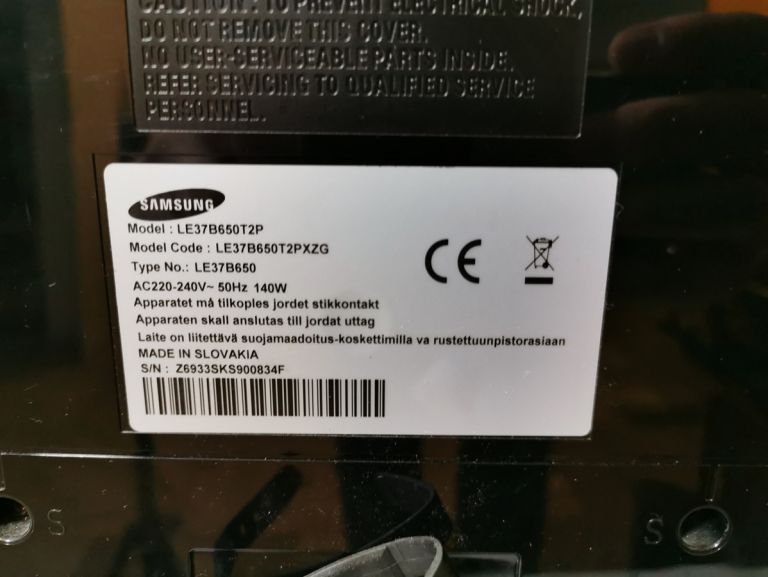 CAUTION : TO PREVENT ELECTRICAL SHOCK,
DO NOT REMOVE THIS COVER.
NO USER-SERVICEABLE PARTS INSIDE.
REFER SERVICING TO QUALIFIED SERVICE
PERSONNEL.
SAMSUNG
Model : LE37B650T2P
Model Code : LE37B650T2PXZG
Type No.: LE37B650
AC220-240V~ 50Hz 140W
Apparatet må tilkoples jordet stikkontakt
Apparaten skall anslutas till jordat uttag
Laite on liitettävä suojamaadoitus-koskettimilla va rustettuunpistorasiaan
MADE IN SLOVAKIA
S/N : Z6933SKS900834F
CE
S
S